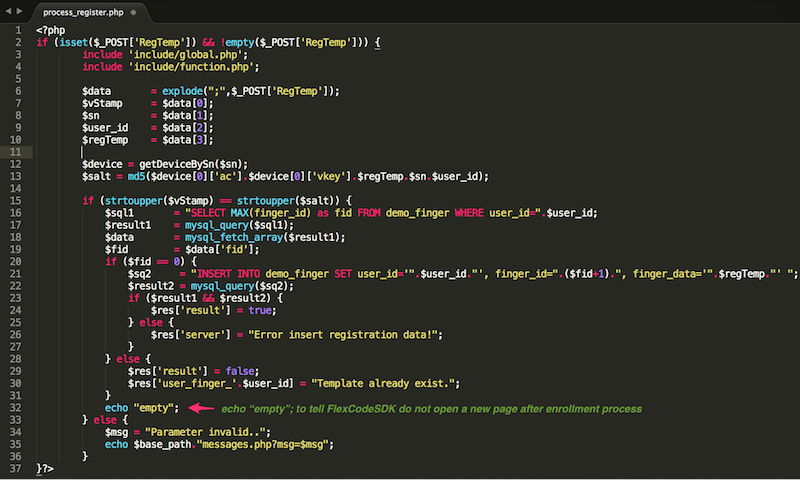 process_register.php
1 <?php
2 if (isset($_POST['RegTemp']) && !empty($_POST['RegTemp'])) {
3 include 'include/global.php';
4 include 'include/function.php';
5
6 $data = explode(";",$_POST['RegTemp']);
7 $vStamp = $data[0];
8 $sn = $data[1];
9 $user_id = $data[2];
10 $regTemp = $data[3];
11
12 $device = getDeviceBySn($sn);
13 $salt = md5($device[0]['ac'].$device[0]['vkey'].$regTemp.$sn.$user_id);
14
15 if (strtoupper($vStamp) == strtoupper($salt)) {
16 $sql1 = "SELECT MAX(finger_id) as fid FROM demo_finger WHERE user_id=".$user_id;
17 $result1 = mysql_query($sql1);
18 $data = mysql_fetch_array($result1);
19 $fid = $data['fid'];
20 if ($fid == 0) {
21 $sq2 = "INSERT INTO demo_finger SET user_id='".$user_id."', finger_id=".($fid+1).", finger_data='".$regTemp."' ";
22 $result2 = mysql_query($sq2);
23 if ($result1 && $result2) {
24 $res['result'] = true;
25 } else {
26 $res['server'] = "Error insert registration data!";
27 }
28 } else {
29 $res['result'] = false;
30 $res['user_finger_'.$user_id] = "Template already exist.";
31 }
32 echo "empty"; echo "empty"; to tell FlexCodeSDK do not open a new page after enrollment process
33 } else {
34 $msg = "Parameter invalid..";
35 echo $base_path."messages.php?msg=$msg";
36 }
37 }?>